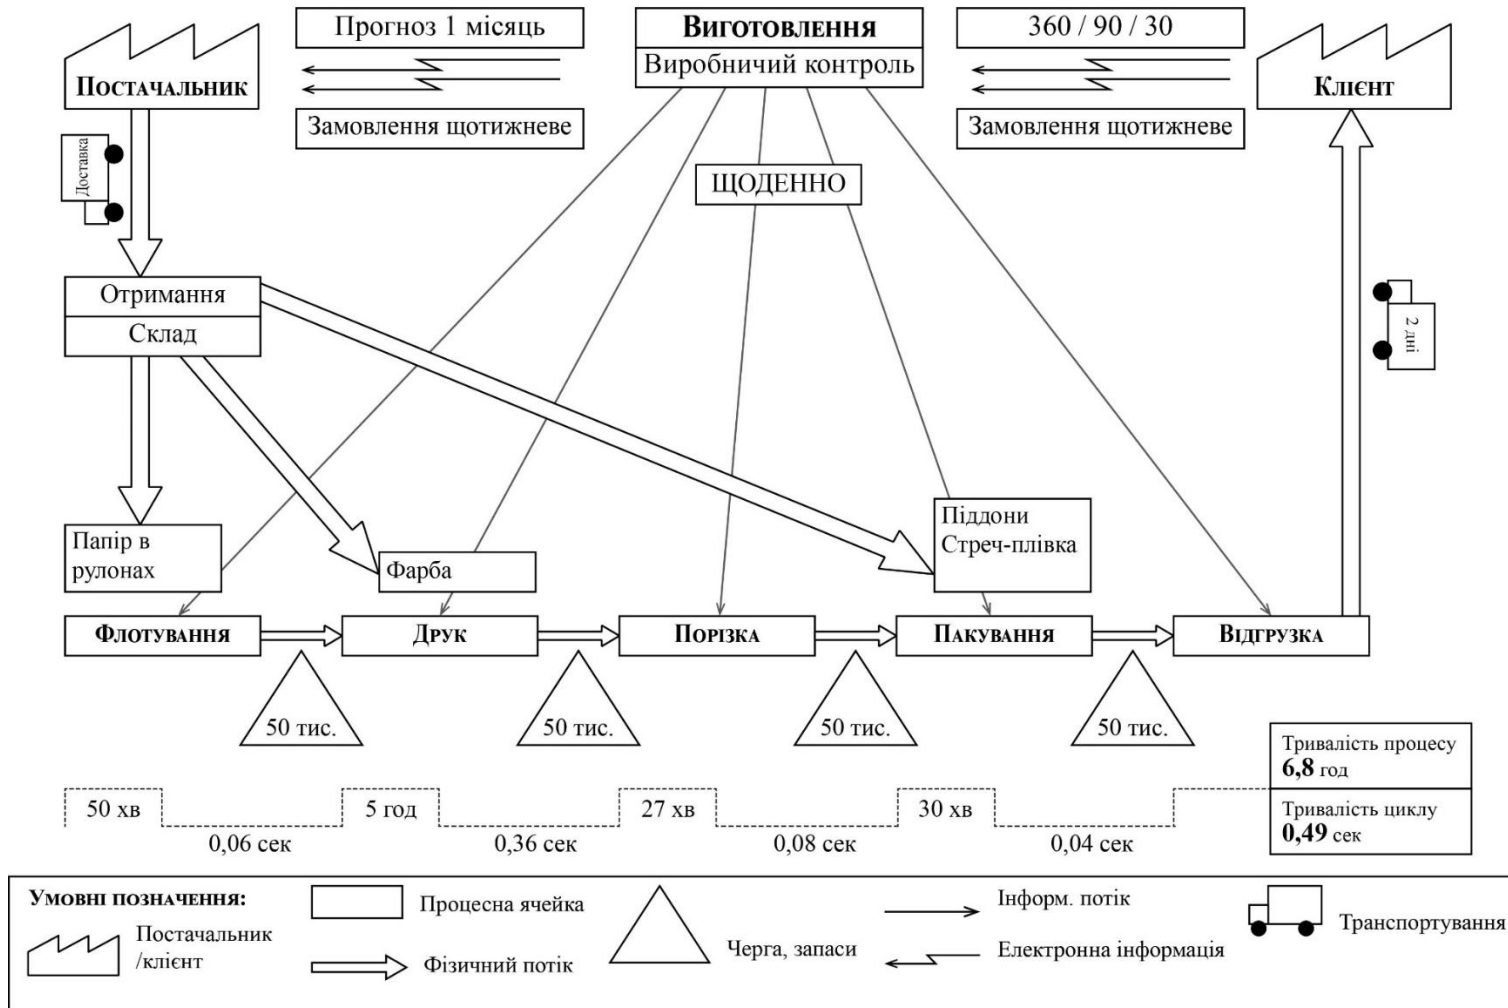 Прогноз 1 місяць
Виготовлення
360 / 90 / 30
Виробничий контроль
Постачальник
Клієнт
Замовлення щотижневе
Замовлення щотижневе
Доставка
ЩОДЕННО
Отримання
Склад
2 дні
Папір в
рулонах
Фарба
Піддони
Стреч-плівка
Флотування
Друк
Порізка
Пакування
Відгрузка
50 тис.
50 тис.
50 тис.
50 тис.
Тривалість процесу
6,8 год
50 хв
5 год
27 хв
30 хв
Тривалість циклу
0,49 сек
0,06 сек
0,36 сек
0,08 сек
0,04 сек
Умовні позначення:
Постачальник
/клієнт
Процесна ячейка
Фізичний потік
Черга, запаси
Інформ. потік
Електронна інформація
Транспортування